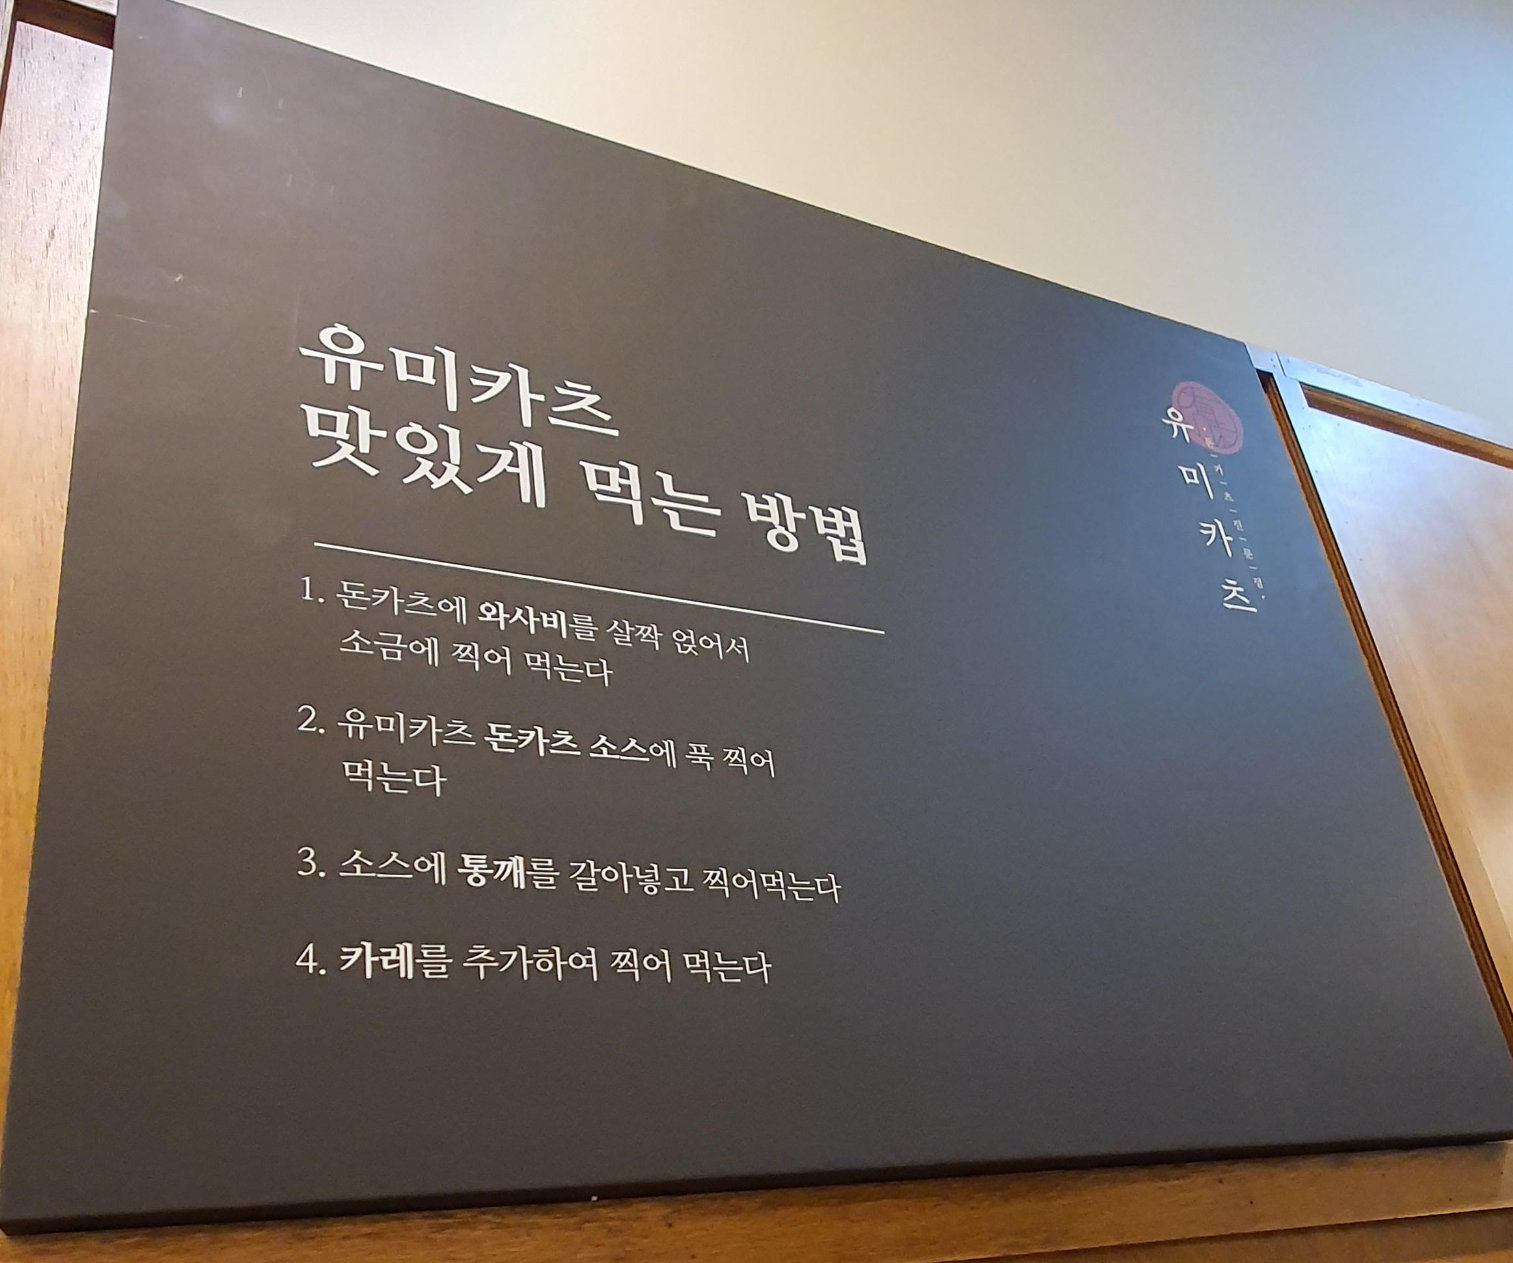 유미카츠
맛있게 먹는 방법
1. 돈카츠에 와사비를 살짝 얹어서
소금에 찍어 먹는다
2. 유미카츠 돈카츠 소스에 푹 찍어
먹는다
3. 소스에 통깨를 갈아넣고 찍어먹는다
4. 카레를 추가하여 찍어 먹는다
유미카츠